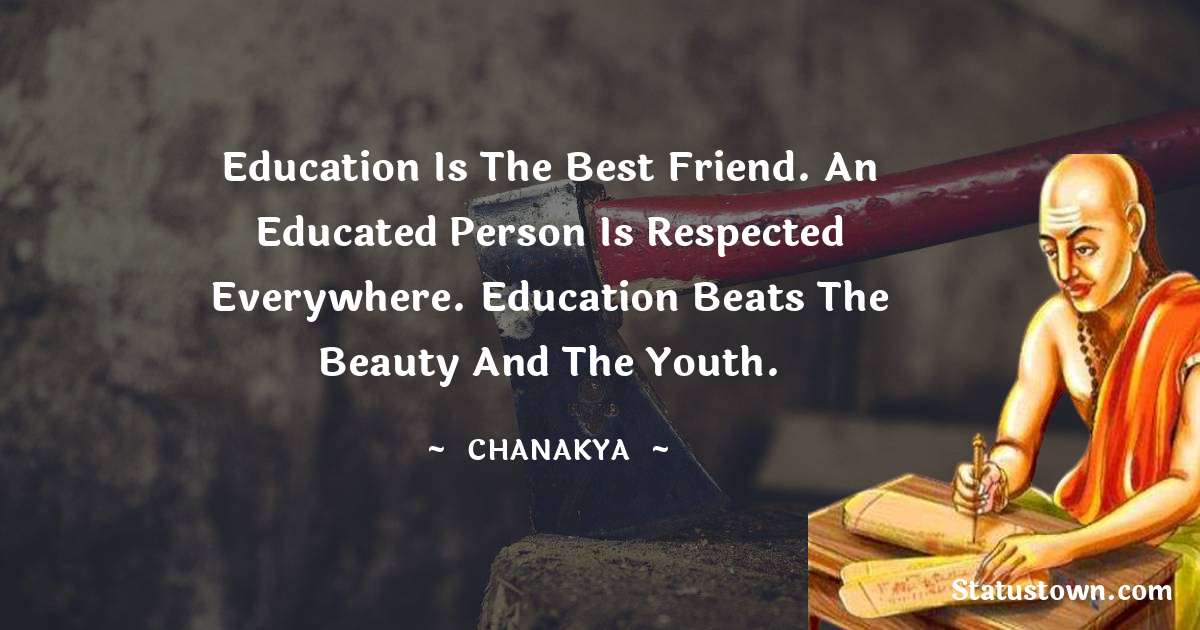 Education Is The Best Friend. An
Educated Person Is Respected
Everywhere. Education Beats The
Beauty And The Youth.
~ CHANAKYA ~
Statustown.com